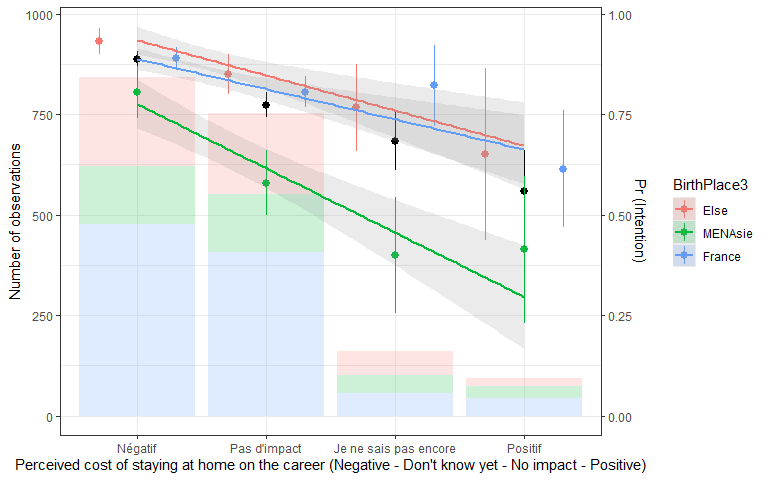 1000
750
500
250
0
Number of observations
1.00
0.75
0.50
0.25
0.00
Pr (Intention)
BirthPlace3
Else
MENAsie
France
Négatif
Pas d'impact
Je ne sais pas encore
Positif
Perceived cost of staying at home on the career (Negative - Don't know yet - No impact - Positive)